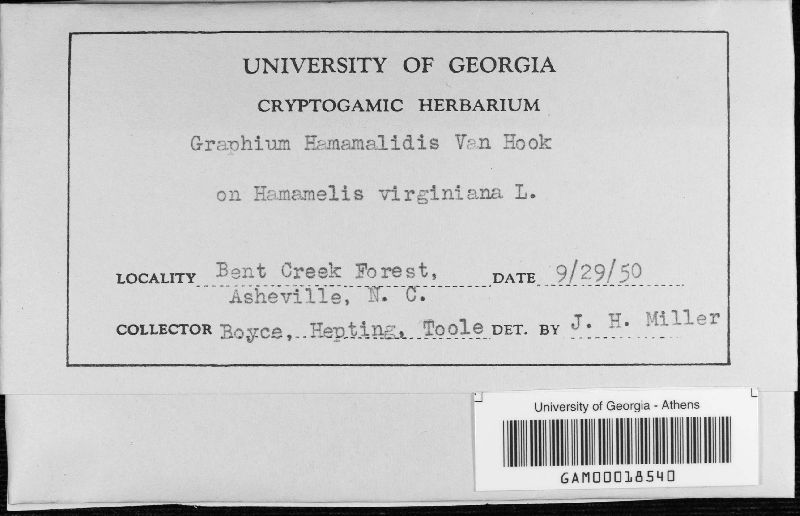 UNIVERSITY OF GEORGIA
CRYPTOGAMIC HERBARIUM
Graphium Hamamalidis Van Hook
on Hamamelis virginiana L.
LOCALITY Bent Creek Forest, DATE 9/29/50
Asheville, N. C.
COLLECTOR Boyce, Hepting, Toole DET. BY J. H. Miller
University of Georgia - Athens
GAM00018540